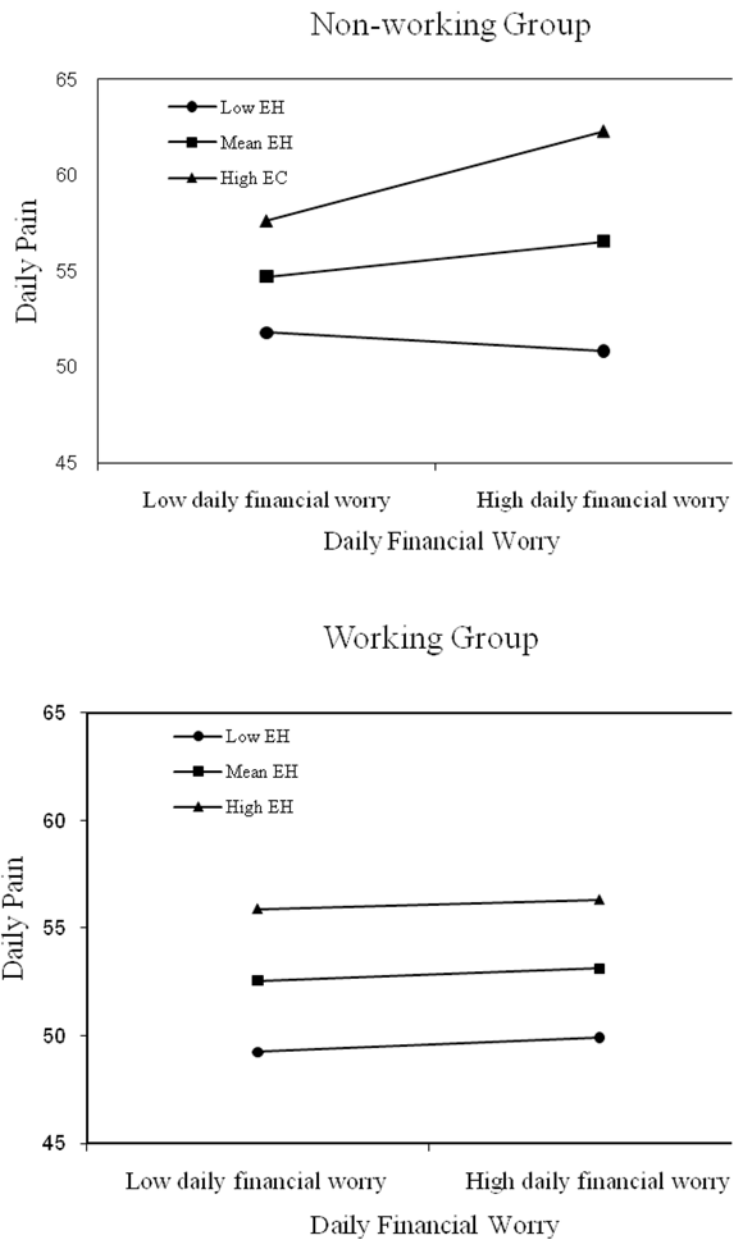 Non-working Group
65
60
55
50
45
Low EH
Mean EH
High EC
Daily Pain
Low daily financial worry
High daily financial worry
Daily Financial Worry
Working Group
65
60
55
50
45
Low EH
Mean EH
High EH
Daily Pain
Low daily financial worry
High daily financial worry
Daily Financial Worry